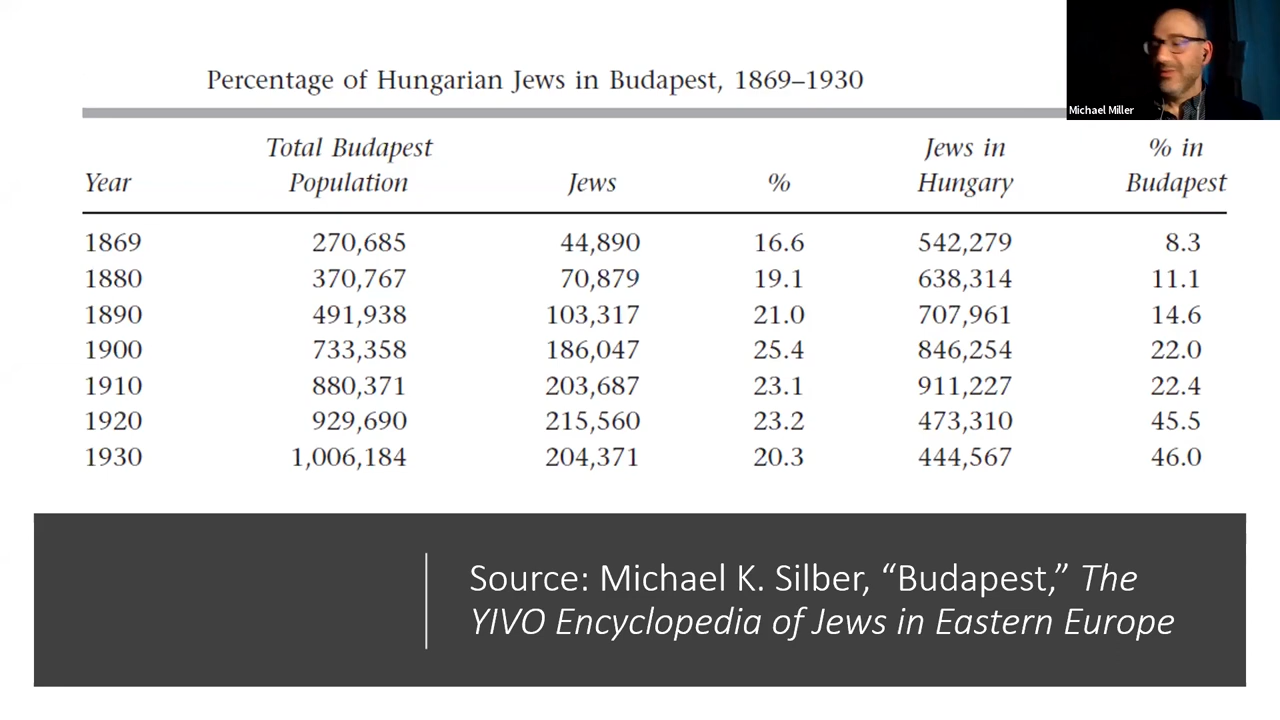 Percentage of Hungarian Jews in Budapest, 1869–1930
Michael Miller
Total Budapest Jews in % in
Year Population Jews % Hungary Budapest
1869 270,685 44,890 16.6 542,279 8.3
1880 370,767 70,879 19.1 638,314 11.1
1890 491,938 103,317 21.0 707,961 14.6
1900 733,358 186,047 25.4 846,254 22.0
1910 880,371 203,687 23.1 911,227 22.4
1920 929,690 215,560 23.2 473,310 45.5
1930 1,006,184 204,371 20.3 444,567 46.0
Source: Michael K. Silber, “Budapest,” The
YIVO Encyclopedia of Jews in Eastern Europe